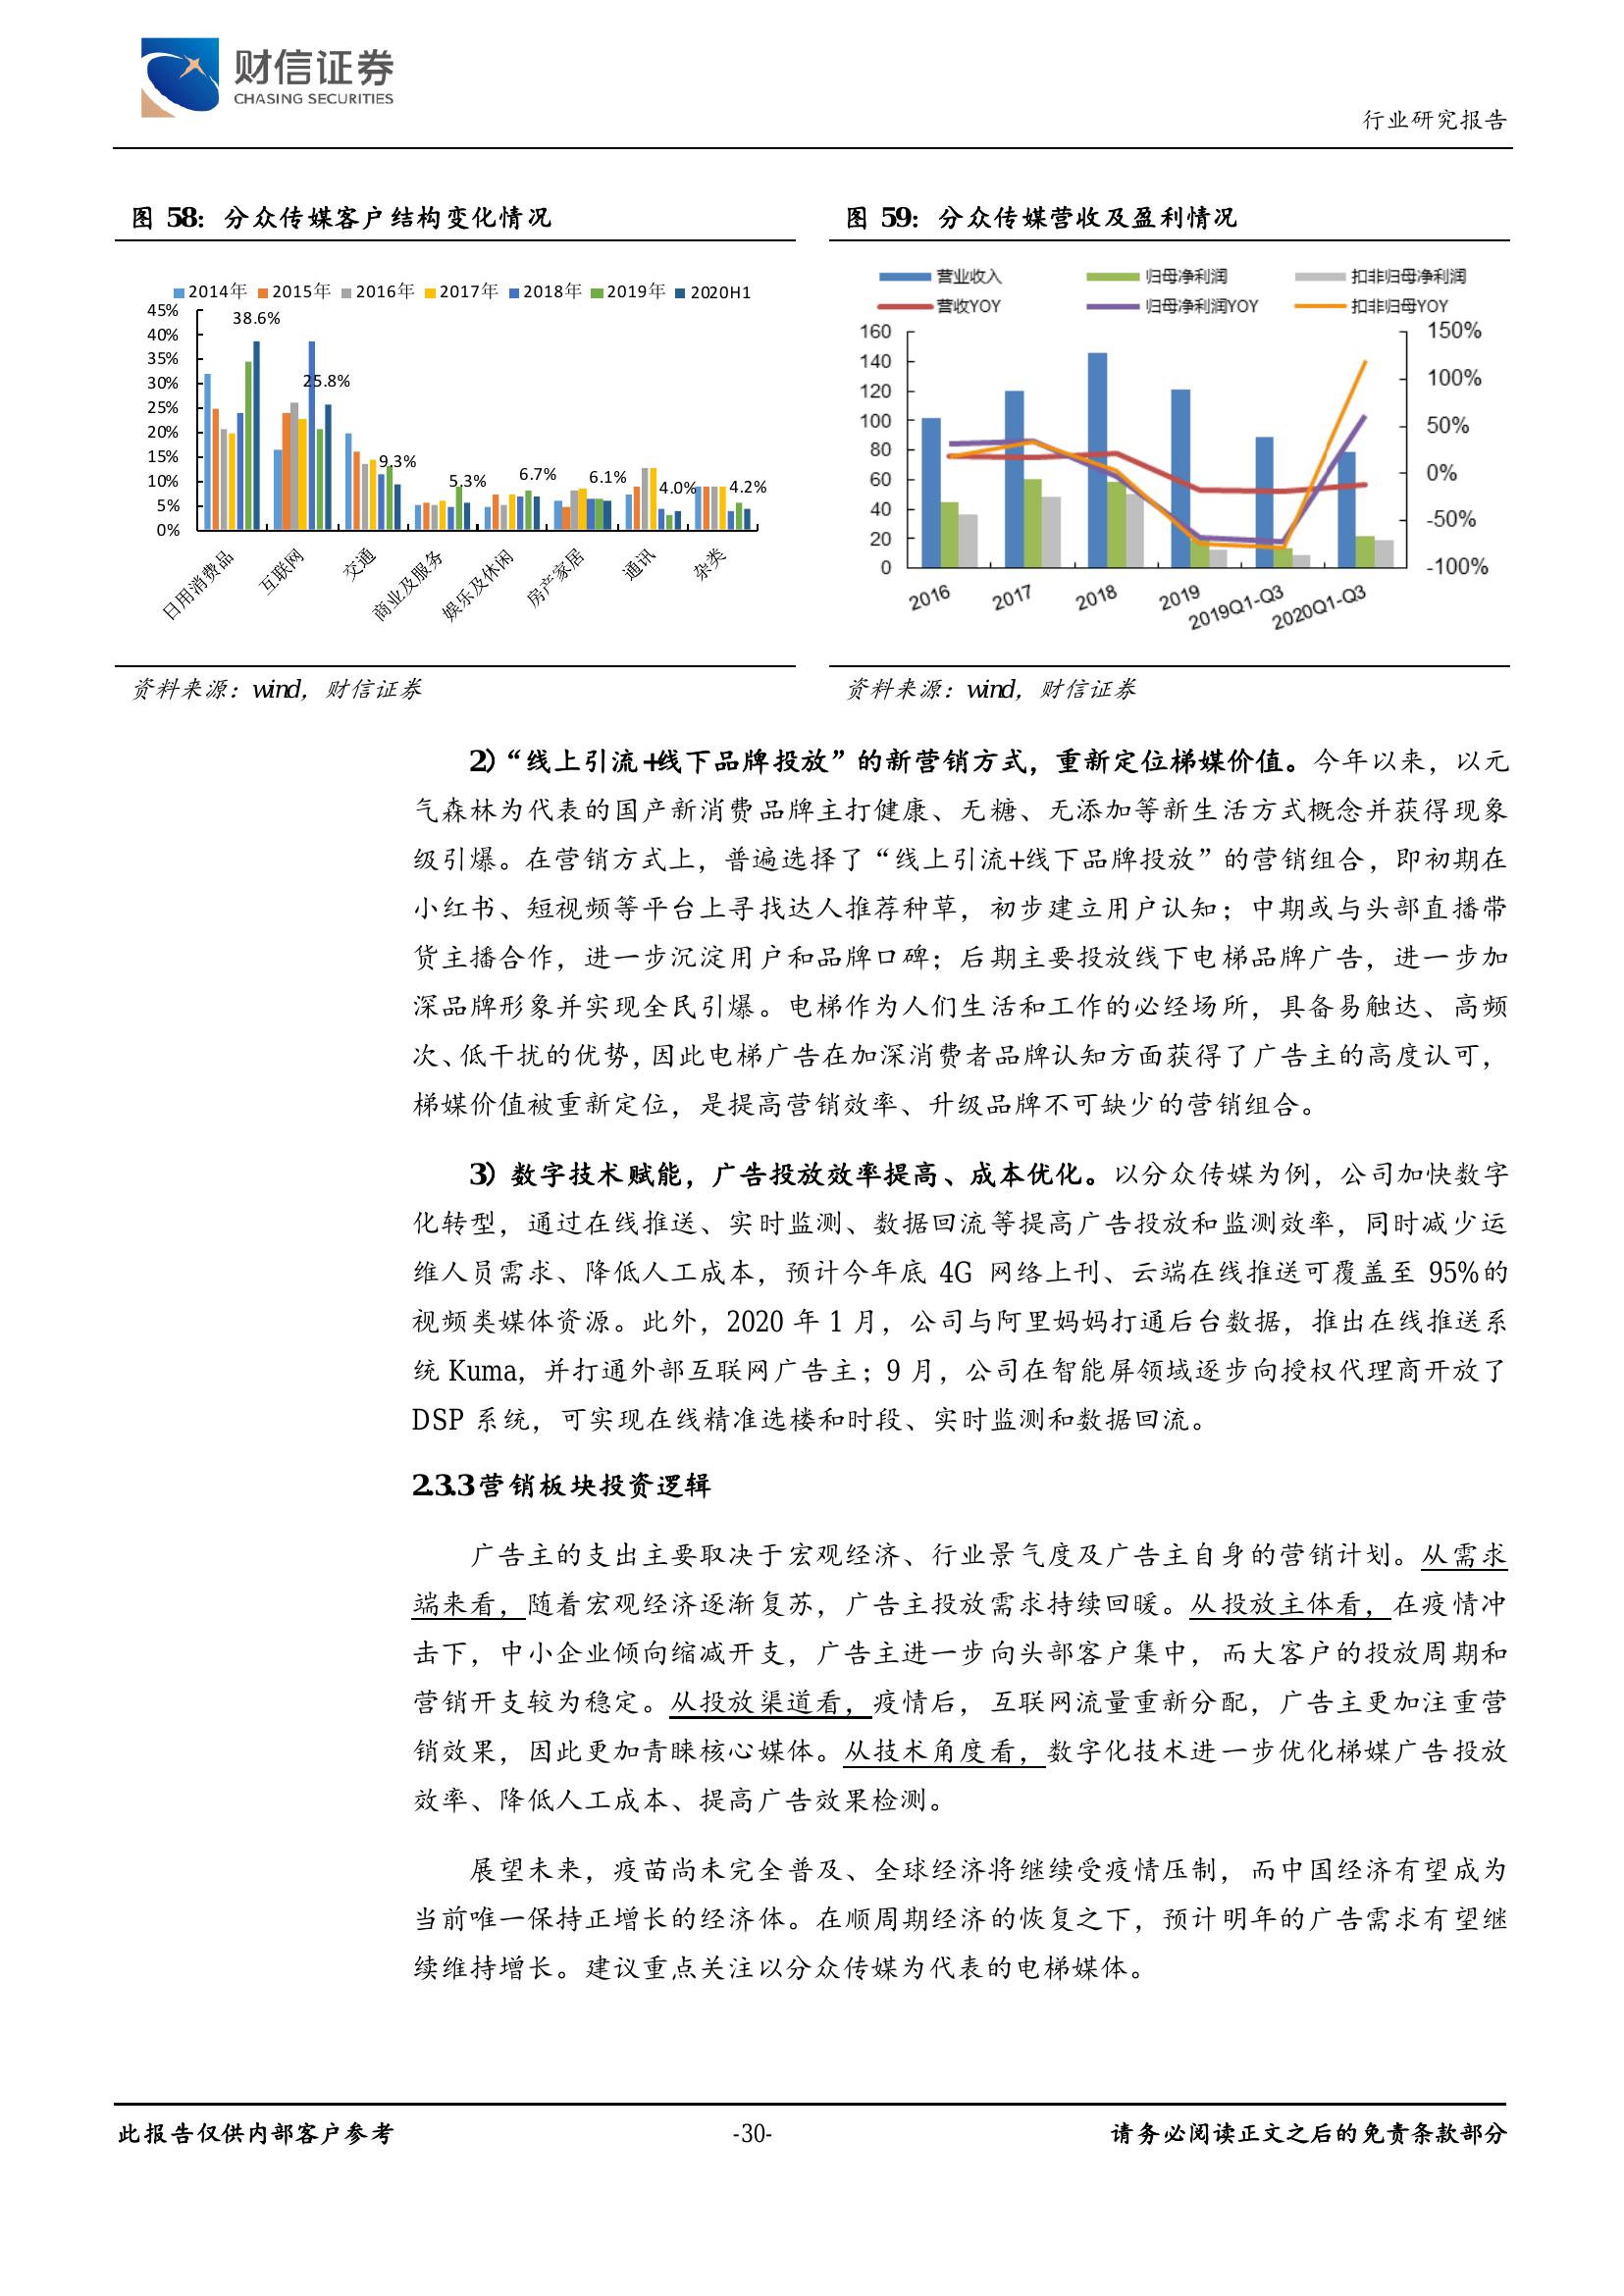 财信证券
CHASING SECURITIES
行业研究报告
图 58：分众传媒客户结构变化情况
2014年 2015年 2016年 2017年 2018年 2019年 2020H1
45%
40%
35%
30%
25%
20%
15%
10%
5%
0%
38.6%
25.8%
9.3%
5.3%
6.7%
6.1%
4.0%
4.2%
日用消费品
互联网
交通
商业及服务
娱乐及休闲
房产家居
通讯
杂类
资料来源：wind，财信证券
图 59：分众传媒营收及盈利情况
营业收入 归母净利润 扣非归母净利润
营收YOY 归母净利润YOY 扣非归母YOY
160
140
120
100
80
60
40
20
0
150%
100%
50%
0%
-50%
-100%
2016
2017
2018
2019
2019Q1-Q3
2020Q1-Q3
资料来源：wind，财信证券
2）“线上引流+线下品牌投放”的新营销方式，重新定位梯媒价值。今年以来，以元
气森林为代表的国产新消费品牌主打健康、无糖、无添加等新生活方式概念并获得现象
级引爆。在营销方式上，普遍选择了“线上引流+线下品牌投放”的营销组合，即初期在
小红书、短视频等平台上寻找达人推荐种草，初步建立用户认知；中期或与头部直播带
货主播合作，进一步沉淀用户和品牌口碑；后期主要投放线下电梯品牌广告，进一步加
深品牌形象并实现全民引爆。电梯作为人们生活和工作的必经场所，具备易触达、高频
次、低干扰的优势，因此电梯广告在加深消费者品牌认知方面获得了广告主的高度认可，
梯媒价值被重新定位，是提高营销效率、升级品牌不可缺少的营销组合。
3）数字技术赋能，广告投放效率提高、成本优化。以分众传媒为例，公司加快数字
化转型，通过在线推送、实时监测、数据回流等提高广告投放和监测效率，同时减少运
维人员需求、降低人工成本，预计今年底 4G 网络上刊、云端在线推送可覆盖至 95%的
视频类媒体资源。此外，2020 年 1 月，公司与阿里妈妈打通后台数据，推出在线推送系
统 Kuma，并打通外部互联网广告主；9 月，公司在智能屏领域逐步向授权代理商开放了
DSP 系统，可实现在线精准选楼和时段、实时监测和数据回流。
2.3.3 营销板块投资逻辑
广告主的支出主要取决于宏观经济、行业景气度及广告主自身的营销计划。从需求
端来看，随着宏观经济逐渐复苏，广告主投放需求持续回暖。从投放主体看，在疫情冲
击下，中小企业倾向缩减开支，广告主进一步向头部客户集中，而大客户的投放周期和
营销开支较为稳定。从投放渠道看，疫情后，互联网流量重新分配，广告主更加注重营
销效果，因此更加青睐核心媒体。从技术角度看，数字化技术进一步优化梯媒广告投放
效率、降低人工成本、提高广告效果检测。
展望未来，疫苗尚未完全普及、全球经济将继续受疫情压制，而中国经济有望成为
当前唯一保持正增长的经济体。在顺周期经济的恢复之下，预计明年的广告需求有望继
续维持增长。建议重点关注以分众传媒为代表的电梯媒体。
此报告仅供内部客户参考
-30-
请务必阅读正文之后的免责条款部分